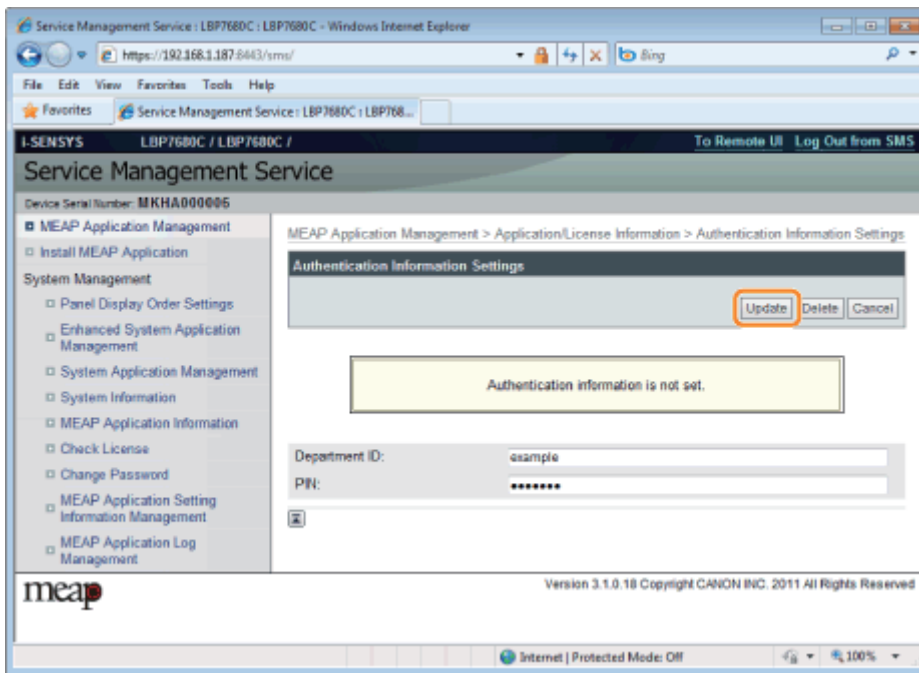 Service Management Service : LBP7680C : LBP7680C - Windows Internet Explorer
https://192.168.1.187:8443/sms/
Bing
File Edit View Favorites Tools Help
Favorites Service Management Service : LBP7680C : LBP768...
i-SENSYS LBP7680C / LBP7680C / To Remote UI Log Out from SMS
Service Management Service
Device Serial Number: MKHA000006
MEAP Application Management
Install MEAP Application
System Management
Panel Display Order Settings
Enhanced System Application
Management
System Application Management
System Information
MEAP Application Information
Check License
Change Password
MEAP Application Setting
Information Management
MEAP Application Log
Management
MEAP Application Management > Application/License Information > Authentication Information Settings
Authentication Information Settings
Update Delete Cancel
Authentication information is not set.
Department ID: example
PIN: •••••••
meap
Version 3.1.0.18 Copyright CANON INC. 2011 All Rights Reserved
Internet | Protected Mode: Off 100%